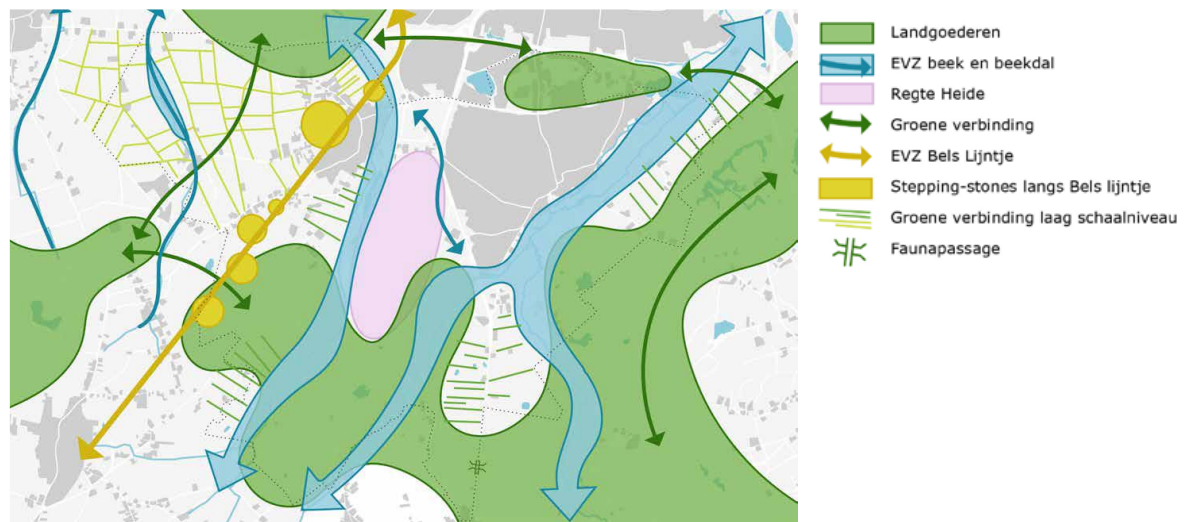 Landgoederen
EVZ beek en beekdal
Regte Heide
Groene verbinding
EVZ Bels Lijntje
Stepping-stones langs Bels lijntje
Groene verbinding laag schaalniveau
Faunapassage